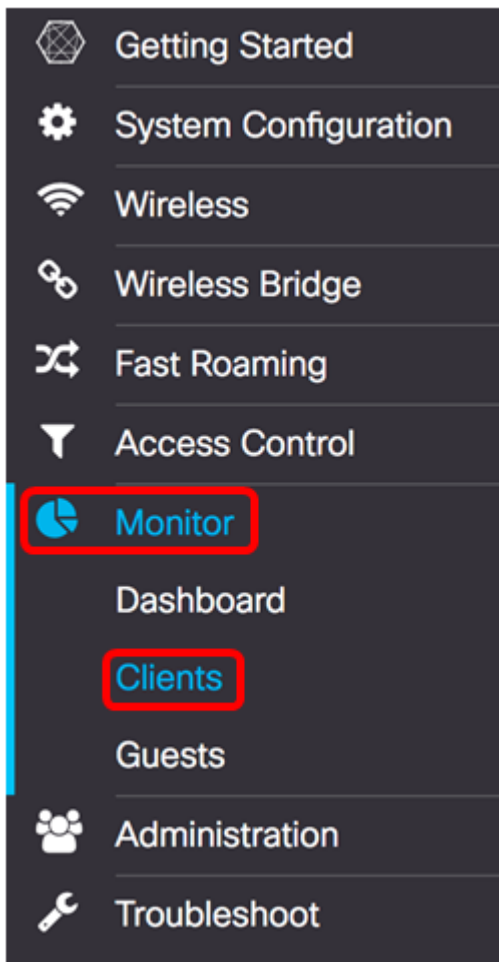 Getting Started
System Configuration
Wireless
Wireless Bridge
Fast Roaming
Access Control
Monitor
Dashboard
Clients
Guests
Administration
Troubleshoot